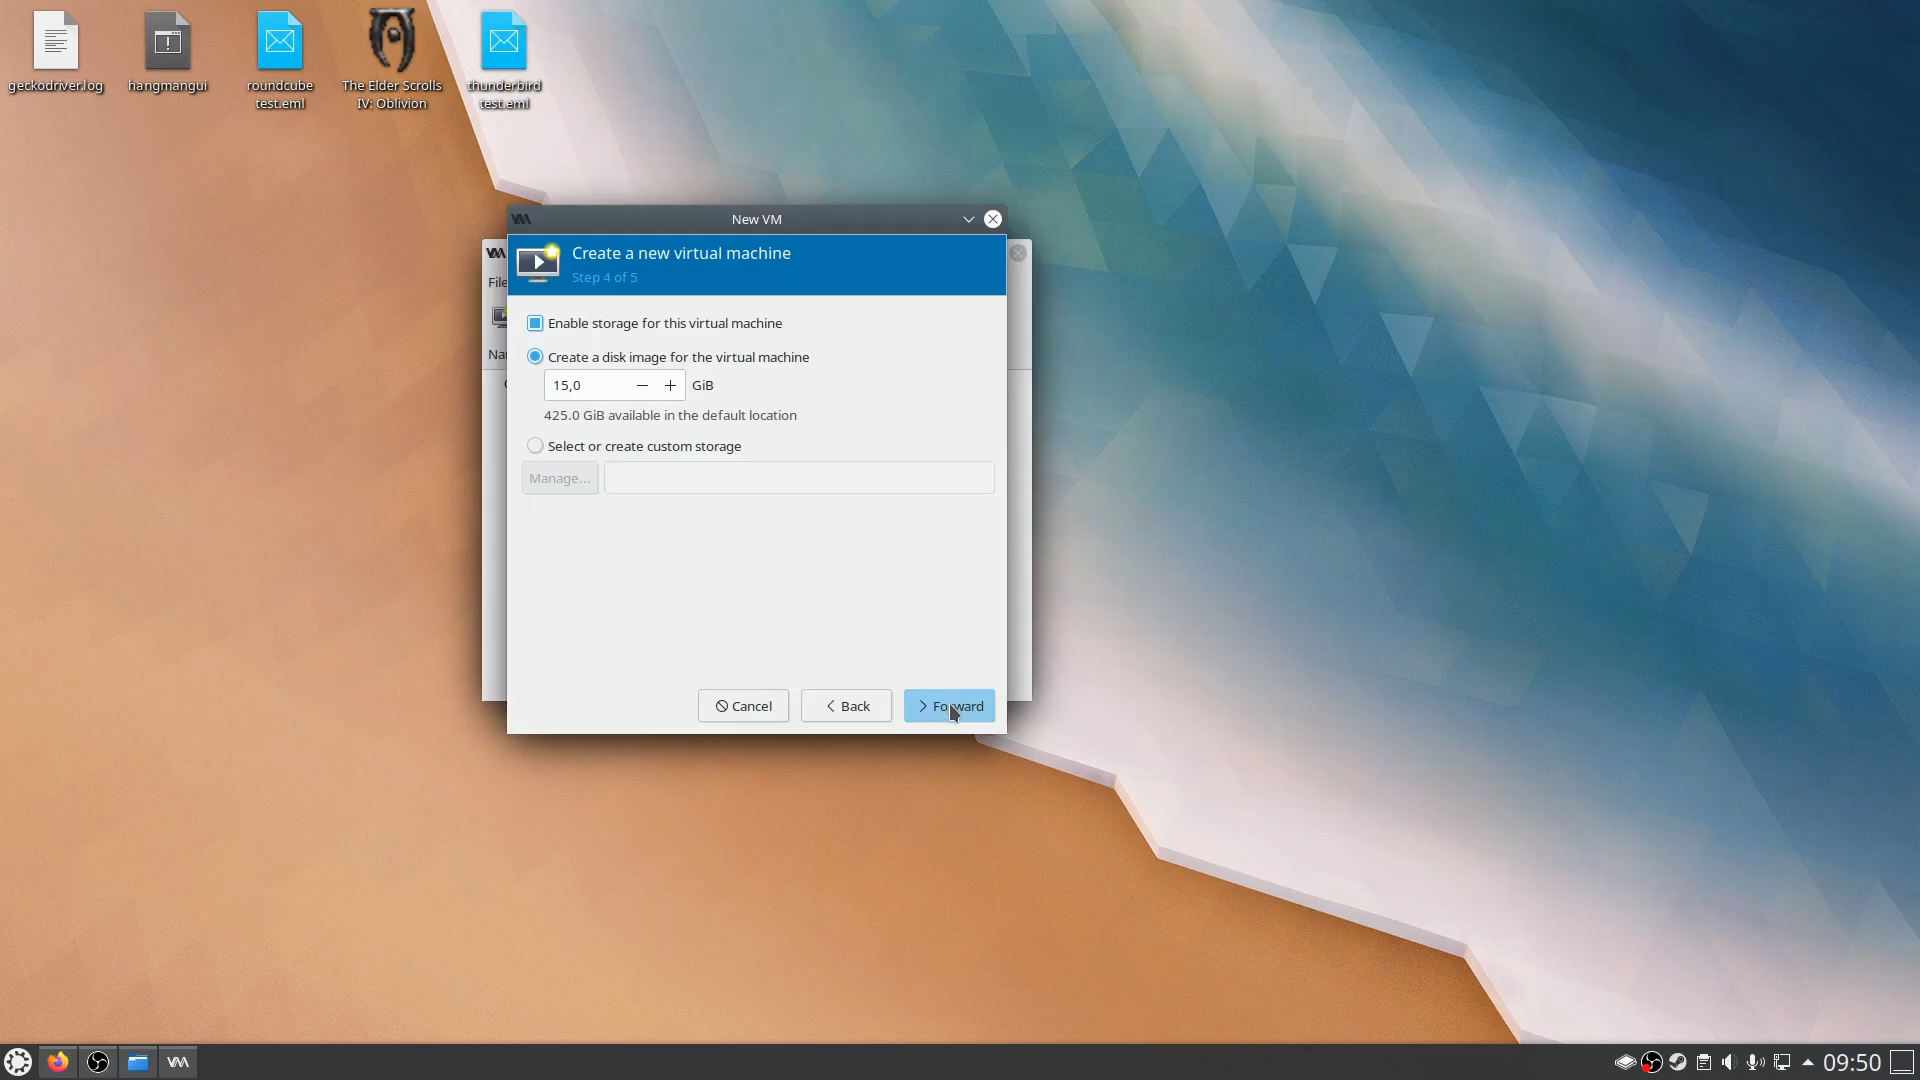 geckodriver.log
hangmangui
roundcube
test.eml
The Elder Scrolls
IV: Oblivion
thunderbird
test.eml
New VM
Create a new virtual machine
Step 4 of 5
File
Enable storage for this virtual machine
Create a disk image for the virtual machine
15,0
GiB
425.0 GiB available in the default location
Select or create custom storage
Manage...
Cancel
Back
Forward
09:50